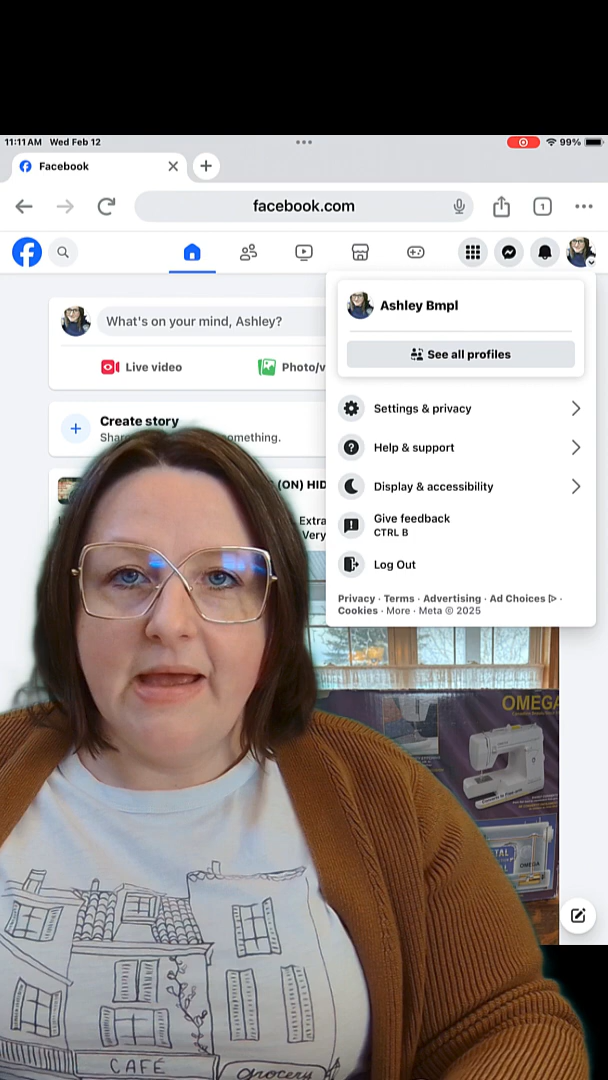 11:11 AM Wed Feb 12
99%
Facebook
facebook.com
1
Ashley Bmpl
What's on your mind, Ashley?
See all profiles
Live video
Photo/v
Settings & privacy
Create story
Shar
omething.
Help & support
(ON) HID
Display & accessibility
Extra
Very
Give feedback
CTRL B
Log Out
Privacy · Terms · Advertising · Ad Choices ·
Cookies · More · Meta © 2025
OMEGA
OMEGA
CAFÉ
grocery